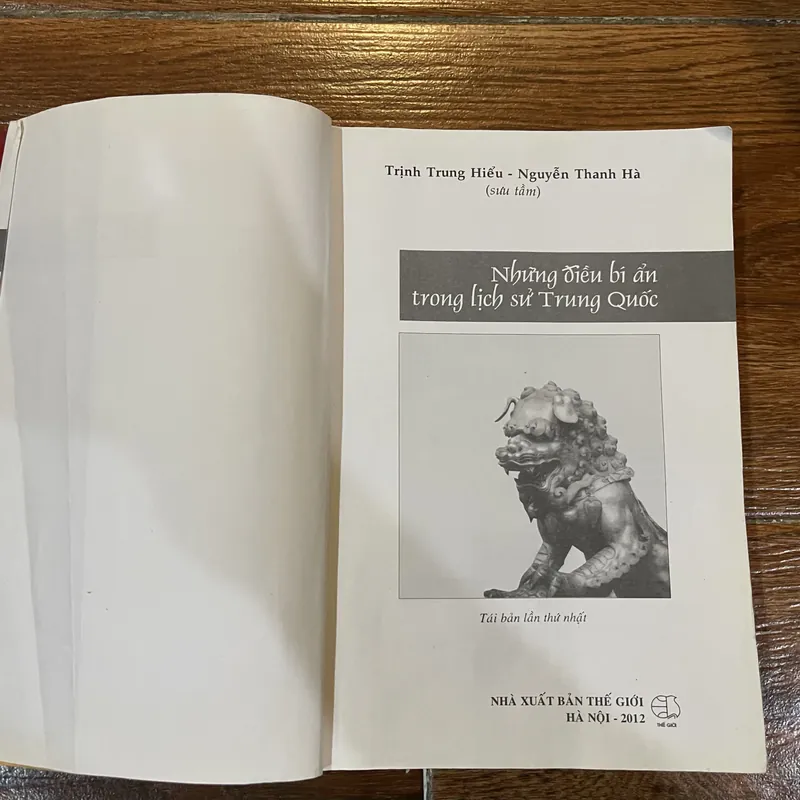 Trịnh Trung Hiểu - Nguyễn Thanh Hà
(sưu tầm)
Những điều bí ẩn
trong lịch sử Trung Quốc
Tái bản lần thứ nhất
NHÀ XUẤT BẢN THẾ GIỚI
HÀ NỘI - 2012
THẾ GIỚI